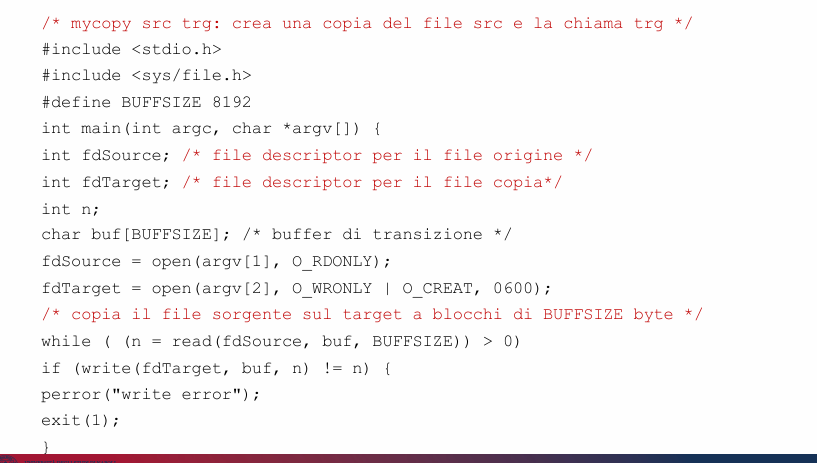 /* mycopy src trg: crea una copia del file src e la chiama trg */
#include <stdio.h>
#include <sys/file.h>
#define BUFFSIZE 8192
int main(int argc, char *argv[]) {
int fdSource; /* file descriptor per il file origine */
int fdTarget; /* file descriptor per il file copia*/
int n;
char buf[BUFFSIZE]; /* buffer di transizione */
fdSource = open(argv[1], O_RDONLY);
fdTarget = open(argv[2], O_WRONLY | O_CREAT, 0600);
/* copia il file sorgente sul target a blocchi di BUFFSIZE byte */
while ( (n = read(fdSource, buf, BUFFSIZE)) > 0)
if (write(fdTarget, buf, n) != n) {
perror("write error");
exit(1);
}